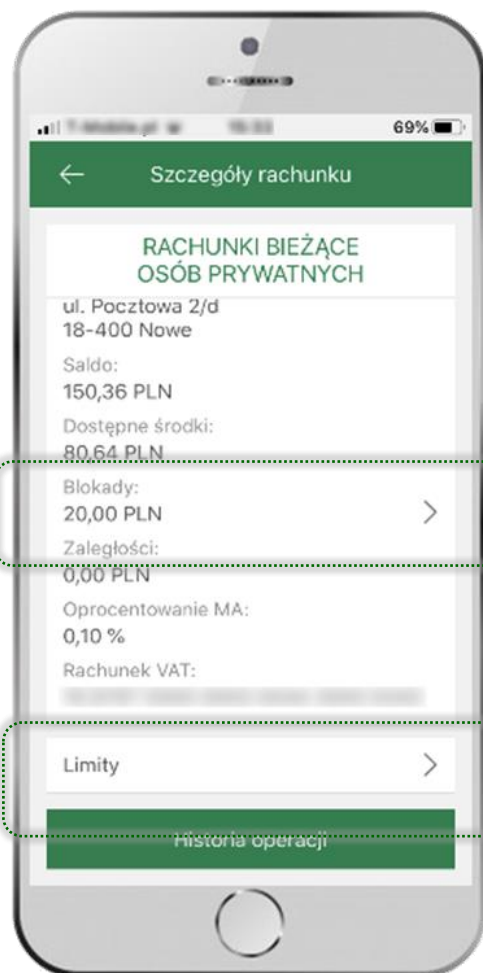 69%
Szczegóły rachunku
RACHUNKI BIEŻĄCE
OSÓB PRYWATNYCH
ul. Pocztowa 2/d
18-400 Nowe
Saldo:
150,36 PLN
Dostępne środki:
80,64 PLN
Blokady:
20,00 PLN
Zaległości:
0,00 PLN
Oprocentowanie MA:
0,10 %
Rachunek VAT:
Limity
Historia operacji